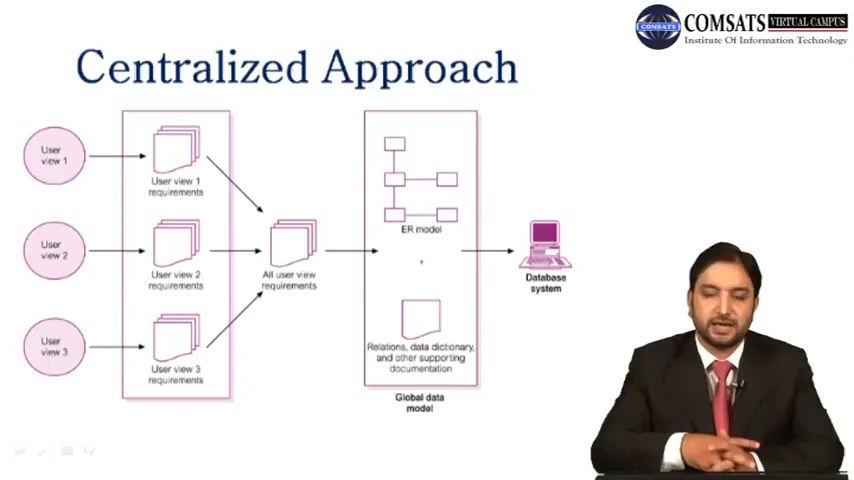 COMSATS VIRTUAL CAMPUS
COMSATS
Institute Of Information Technology
Centralized Approach
User
view 1
User view 1
requirements
User
view 2
User view 2
requirements
User
view 3
User view 3
requirements
All user view
requirements
ER model
+
Relations, data dictionary,
and other supporting
documentation
Global data
model
Database
system